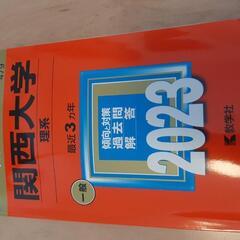 479
関西大学
理系
最近3カ年
一般
傾向と対策
過去問
解答
2023
教学社